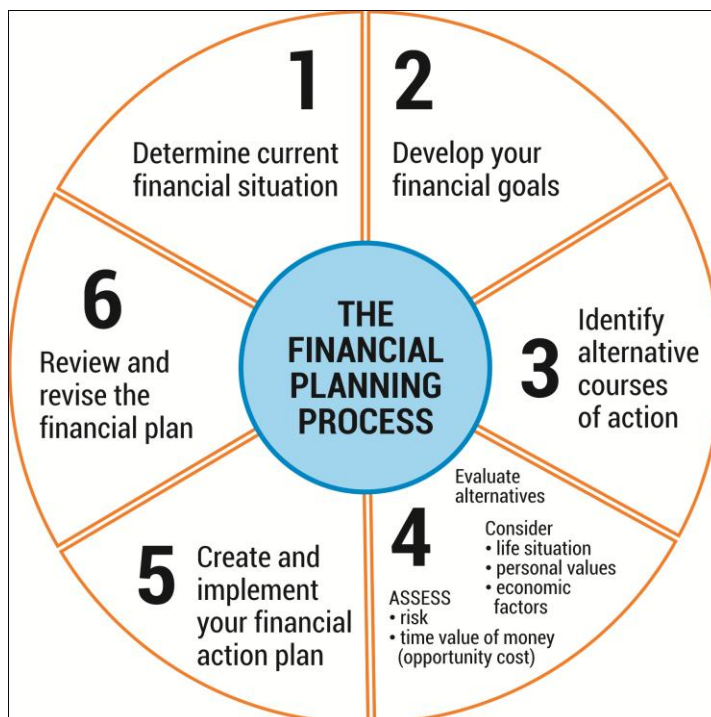 1
Determine current
financial situation
2
Develop your
financial goals
3
Identify
alternative
courses
of action
4
Evaluate
alternatives
Consider
• life situation
• personal values
• economic
factors
ASSESS
• risk
• time value of money
(opportunity cost)
5
Create and
implement
your financial
action plan
6
Review and
revise the
financial plan
THE
FINANCIAL
PLANNING
PROCESS